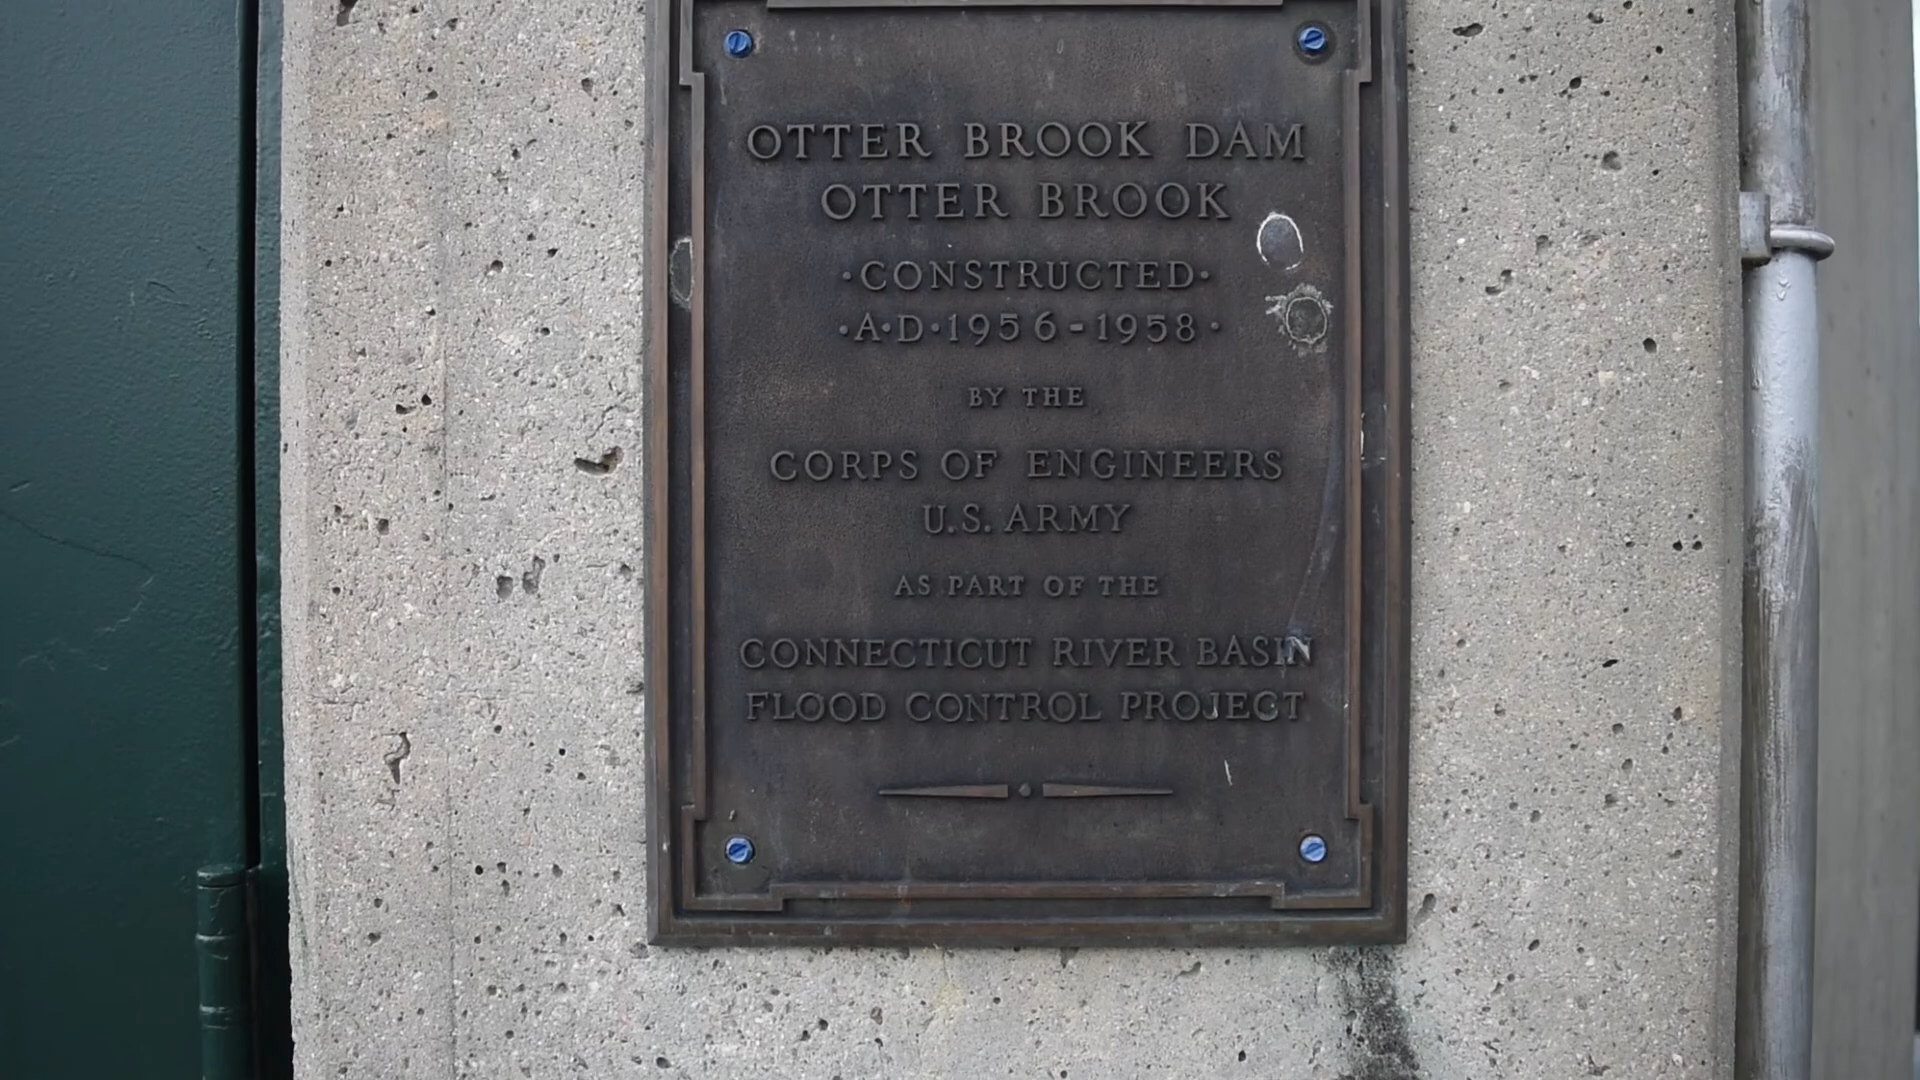 OTTER BROOK DAM
OTTER BROOK
·CONSTRUCTED·
·A·D·1956-1958·
BY THE
CORPS OF ENGINEERS
U.S. ARMY
AS PART OF THE
CONNECTICUT RIVER BASIN
FLOOD CONTROL PROJECT